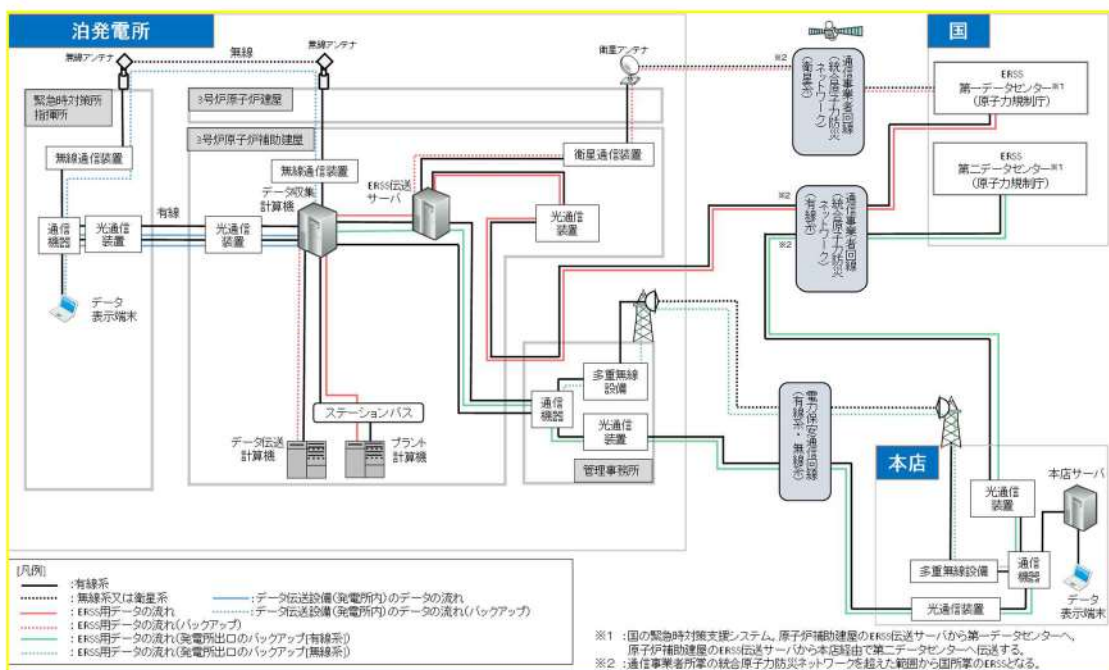 泊発電所
国
無線アンテナ
無線
無線アンテナ
衛星アンテナ
緊急時対策所
指揮所
3号炉原子炉建屋
3号炉原子炉補助建屋
無線通信装置
無線通信装置
衛星通信装置
データ収集
計算機
ERSS伝送
サーバ
有線
通信
機器
光通信
装置
光通信
装置
光通信
装置
データ
表示端末
ステーションバス
データ伝送
計算機
プラント
計算機
多重無線
設備
通信
機器
光通信
装置
管理事務所
※2
通信事業者回線
(統合原子力防災
ネットワーク)
(衛星系)
※2
※2
通信事業者回線
(統合原子力防災
ネットワーク)
(有線系)
電力保安通信回線
(有線系・無線系)
ERSS
第一データセンター※1
(原子力規制庁)
ERSS
第二データセンター※1
(原子力規制庁)
本店
本店サーバ
光通信
装置
多重無線設備
通信
機器
光通信装置
データ
表示端末
[凡例]
:有線系
:無線系又は衛星系
:ERSS用データの流れ
:ERSS用データの流れ(バックアップ)
:ERSS用データの流れ(発電所出口のバックアップ[有線系])
:ERSS用データの流れ(発電所出口のバックアップ[無線系])
:データ伝送設備(発電所内)のデータの流れ
:データ伝送設備(発電所内)のデータの流れ(バックアップ)
※1 :国の緊急時対策支援システム。原子炉補助建屋のERSS伝送サーバから第一データセンターへ,
原子炉補助建屋のERSS伝送サーバから本店経由で第二データセンターへ伝送する。
※2 :通信事業者所掌の統合原子力防災ネットワークを超えた範囲から国所掌のERSSとなる。